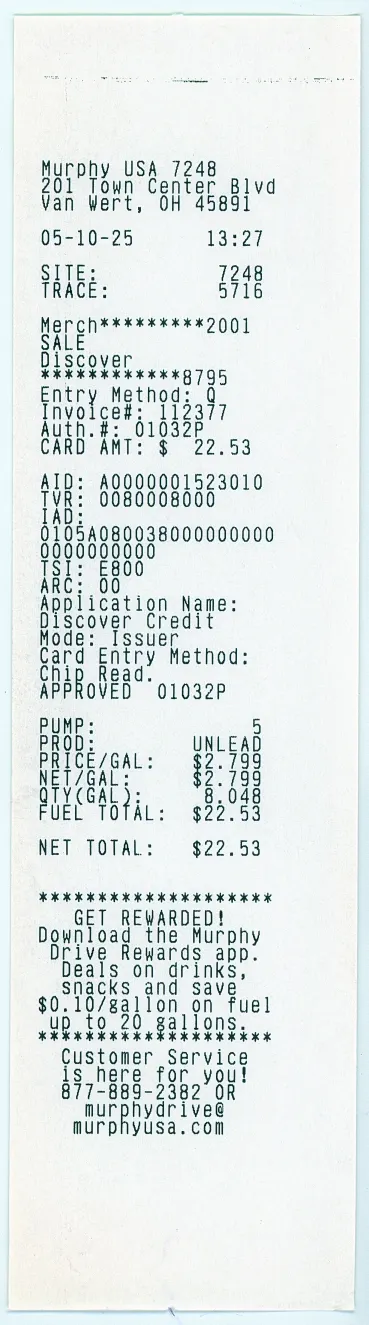 Murphy USA 7248
201 Town Center Blvd
Van Wert, OH 45891
05-10-25 13:27
SITE: 7248
TRACE: 5716
Merch*********2001
SALE
Discover
************8795
Entry Method: Q
Invoice#: 112377
Auth.#: 01032P
CARD AMT: $ 22.53
AID: A0000001523010
TVR: 0080008000
IAD:
0105A080038000000000
0000000000
TSI: E800
ARC: 00
Application Name:
Discover Credit
Mode: Issuer
Card Entry Method:
Chip Read.
APPROVED 01032P
PUMP: 5
PROD: UNLEAD
PRICE/GAL: $2.799
NET/GAL: $2.799
QTY(GAL): 8.048
FUEL TOTAL: $22.53
NET TOTAL: $22.53
********************
GET REWARDED!
Download the Murphy
Drive Rewards app.
Deals on drinks,
snacks and save
$0.10/gallon on fuel
up to 20 gallons.
********************
Customer Service
is here for you!
877-889-2382 OR
murphydrive@
murphyusa.com